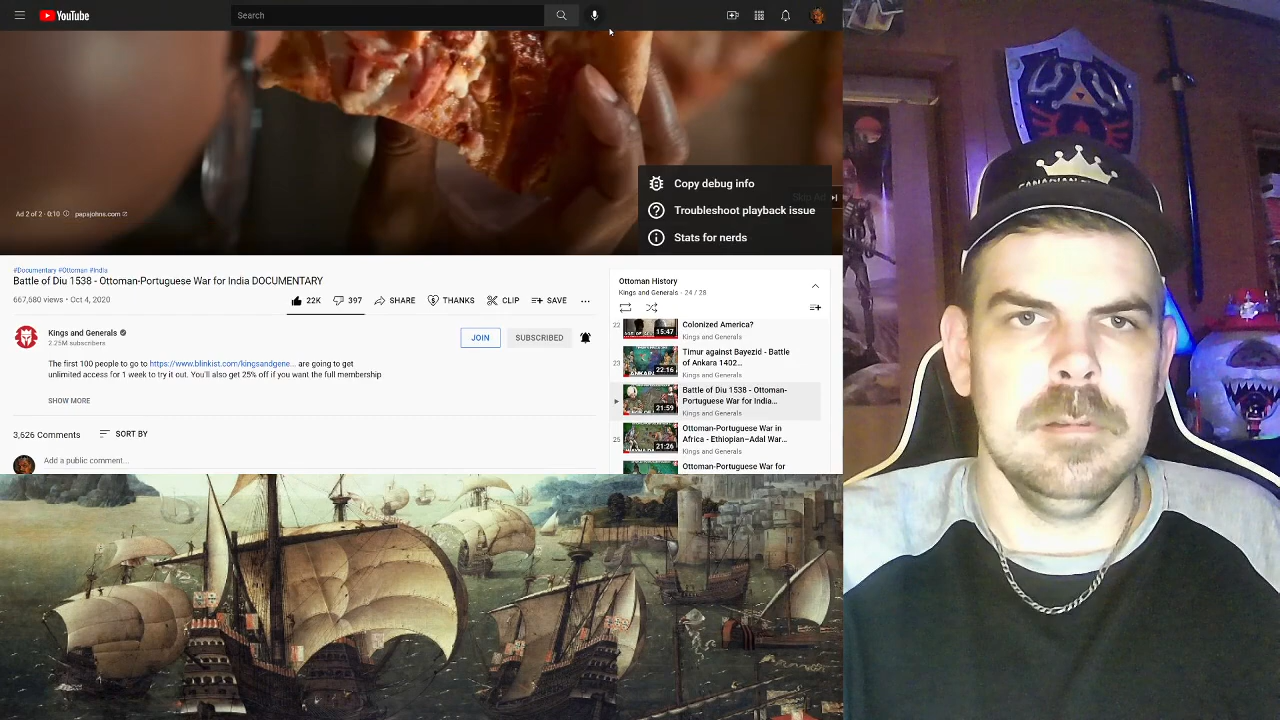 YouTube
Search
Copy debug info
Troubleshoot playback issue
Stats for nerds
Skip Ad
Ad 2 of 2 · 0:10
papajohns.com
#Documentary #Ottoman #India
Battle of Diu 1538 - Ottoman-Portuguese War for India DOCUMENTARY
667,680 views • Oct 4, 2020
22K
397
SHARE
THANKS
CLIP
SAVE
Kings and Generals
2.25M subscribers
JOIN
SUBSCRIBED
The first 100 people to go to https://www.blinkist.com/kingsandgene... are going to get
unlimited access for 1 week to try it out. You'll also get 25% off if you want the full membership
SHOW MORE
3,626 Comments
SORT BY
Add a public comment...
Ottoman History
Kings and Generals - 24 / 28
22
15:47
Colonized America?
Kings and Generals
23
22:16
Timur against Bayezid - Battle
of Ankara 1402...
Kings and Generals
21:59
Battle of Diu 1538 - Ottoman-
Portuguese War for India...
Kings and Generals
25
21:26
Ottoman-Portuguese War in
Africa - Ethiopian–Adal War...
Kings and Generals
Ottoman-Portuguese War for
CANADIAN